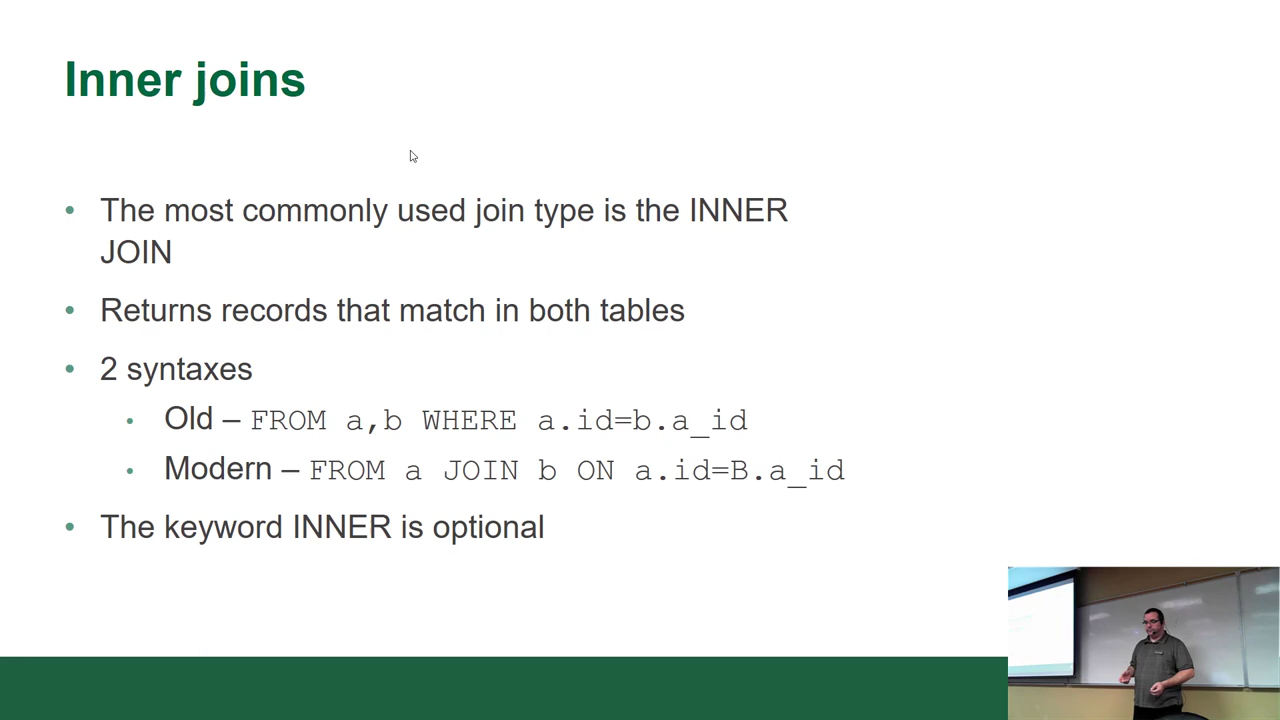 Inner joins
• The most commonly used join type is the INNER
JOIN
• Returns records that match in both tables
• 2 syntaxes
• Old – FROM a,b WHERE a.id=b.a_id
• Modern – FROM a JOIN b ON a.id=B.a_id
• The keyword INNER is optional